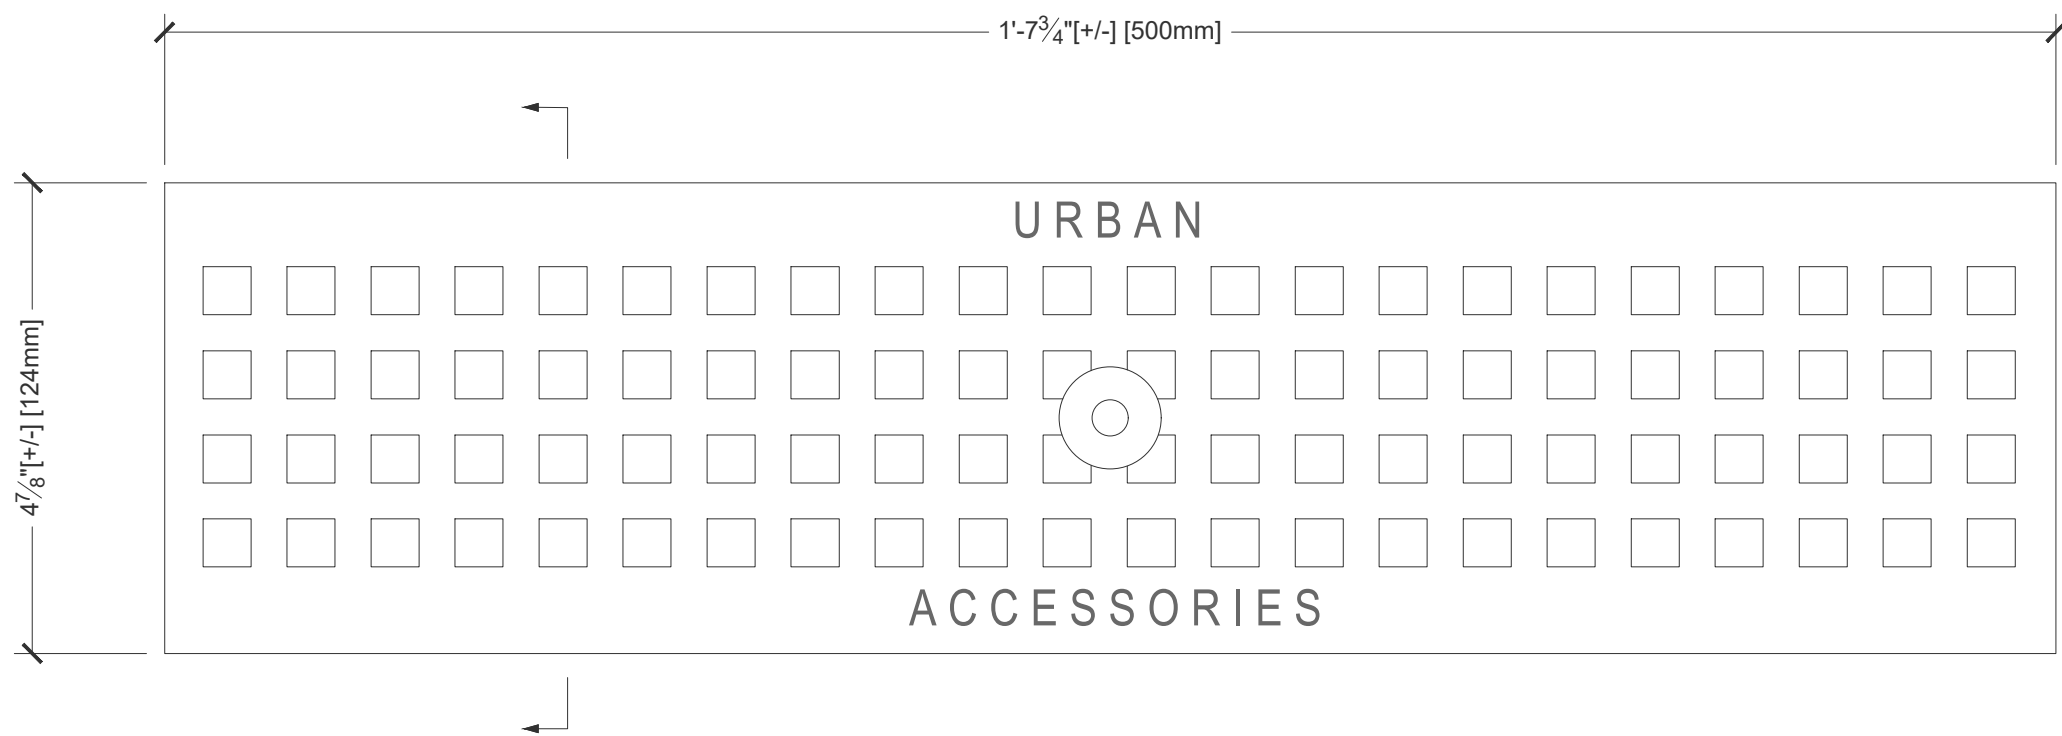 1'-7¾"[+/-] [500mm]
URBAN
4⅞"[+/-] [124mm]
ACCESSORIES